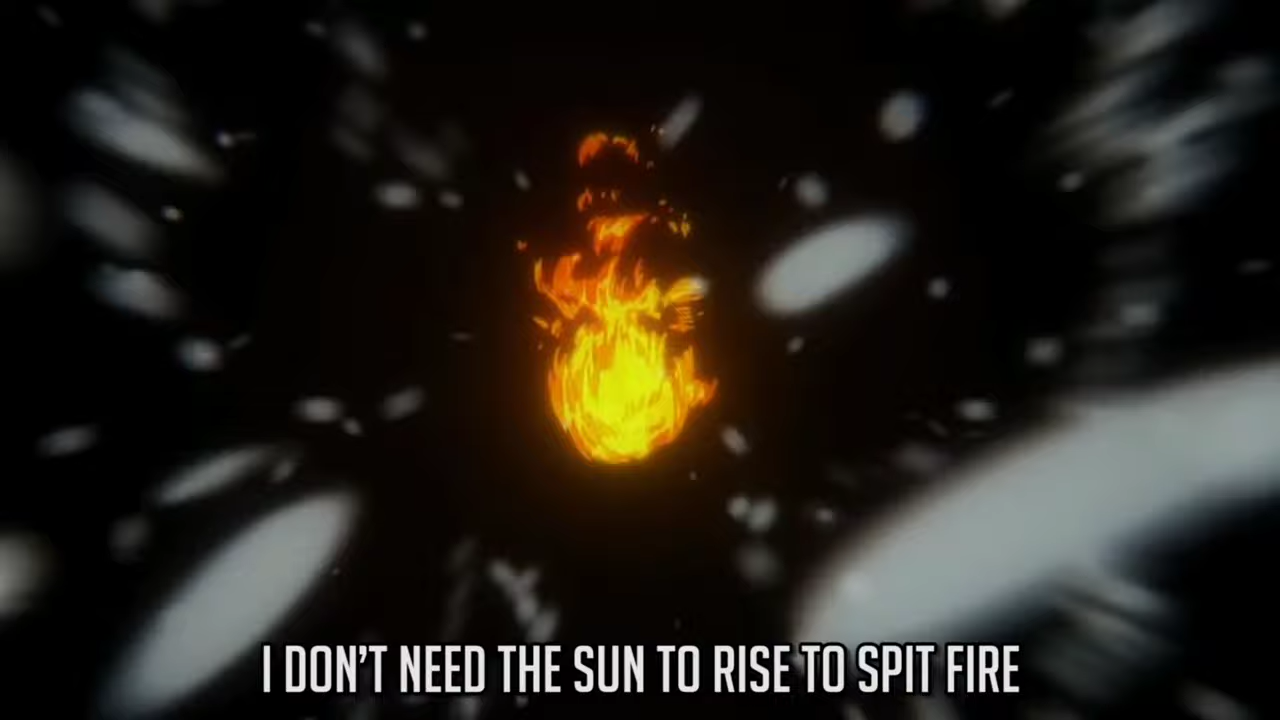 I DON'T NEED THE SUN TO RISE TO SPIT FIRE